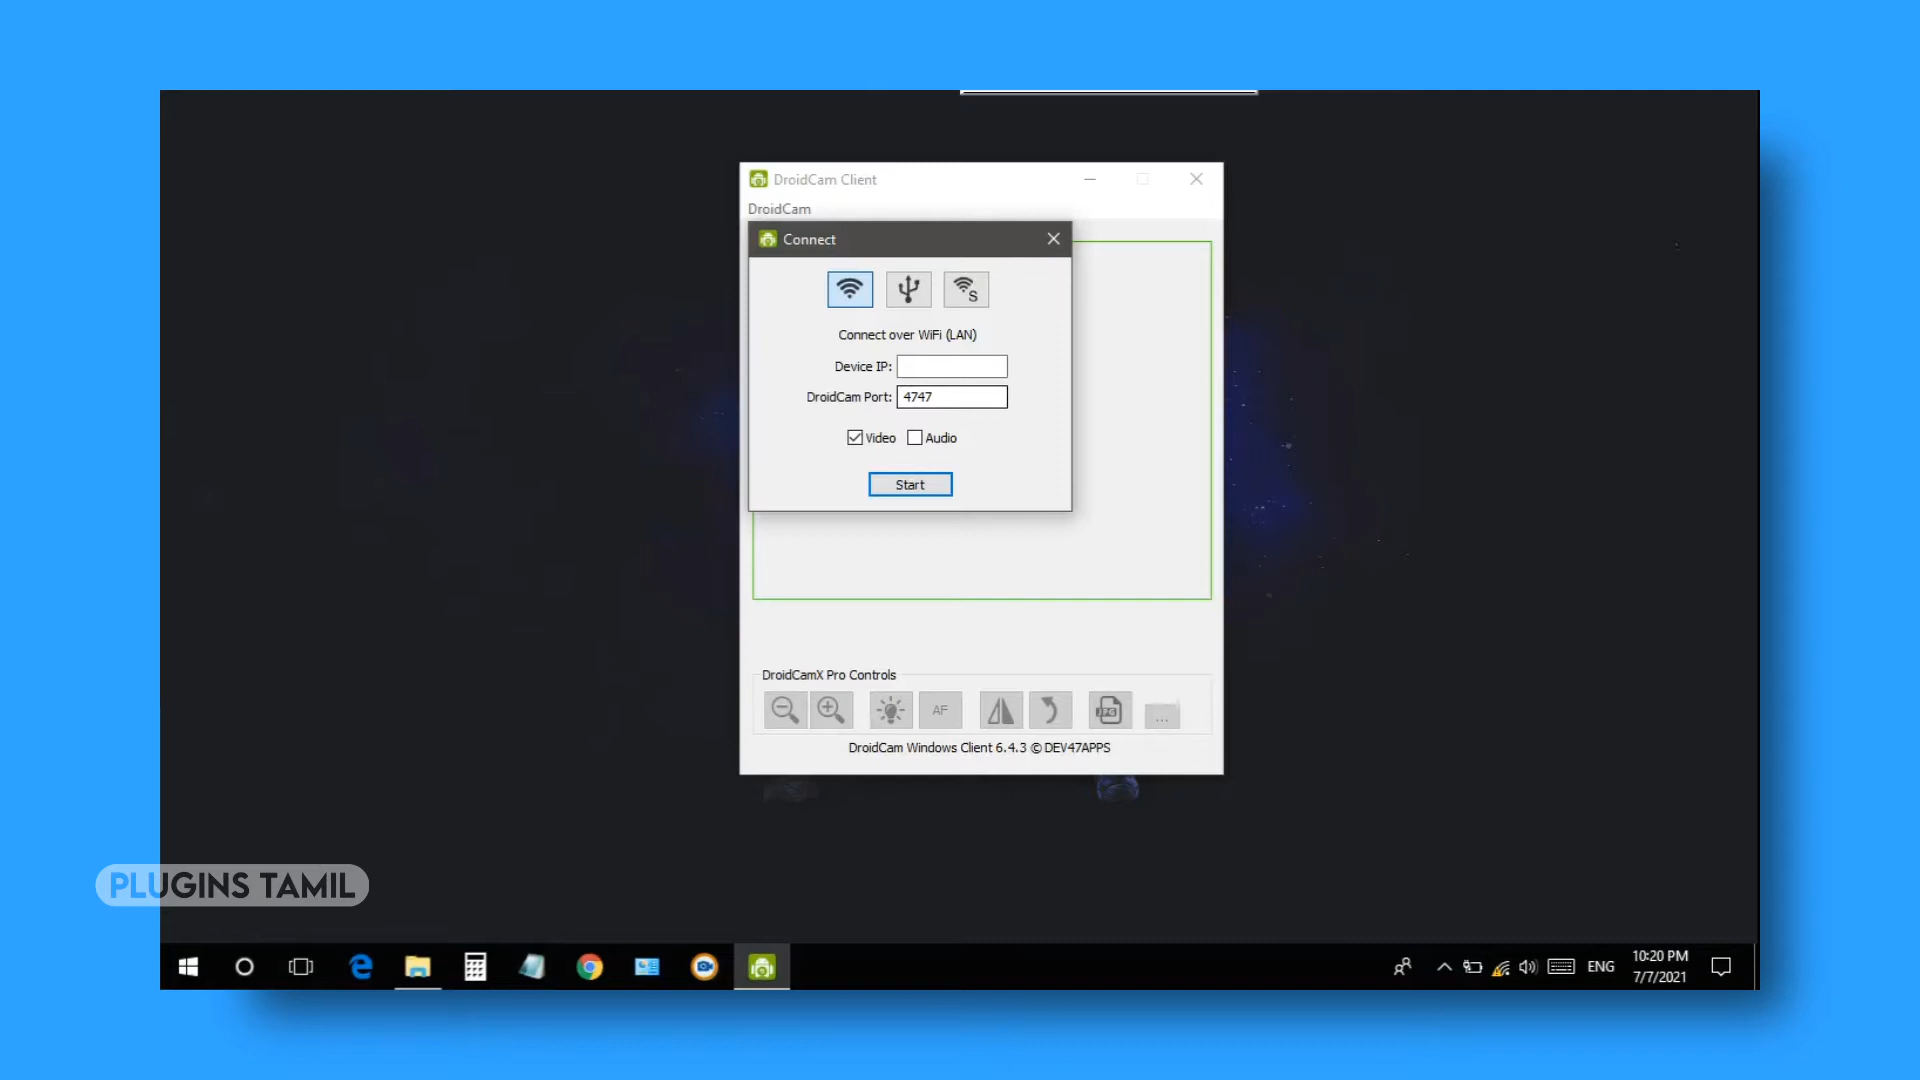 DroidCam Client
DroidCam
Connect
S
Connect over WiFi (LAN)
Device IP:
DroidCam Port: 4747
Video Audio
Start
DroidCamX Pro Controls
AF
JPG
...
DroidCam Windows Client 6.4.3 © DEV47APPS
PLUGINS TAMIL
ENG
10:20 PM
7/7/2021